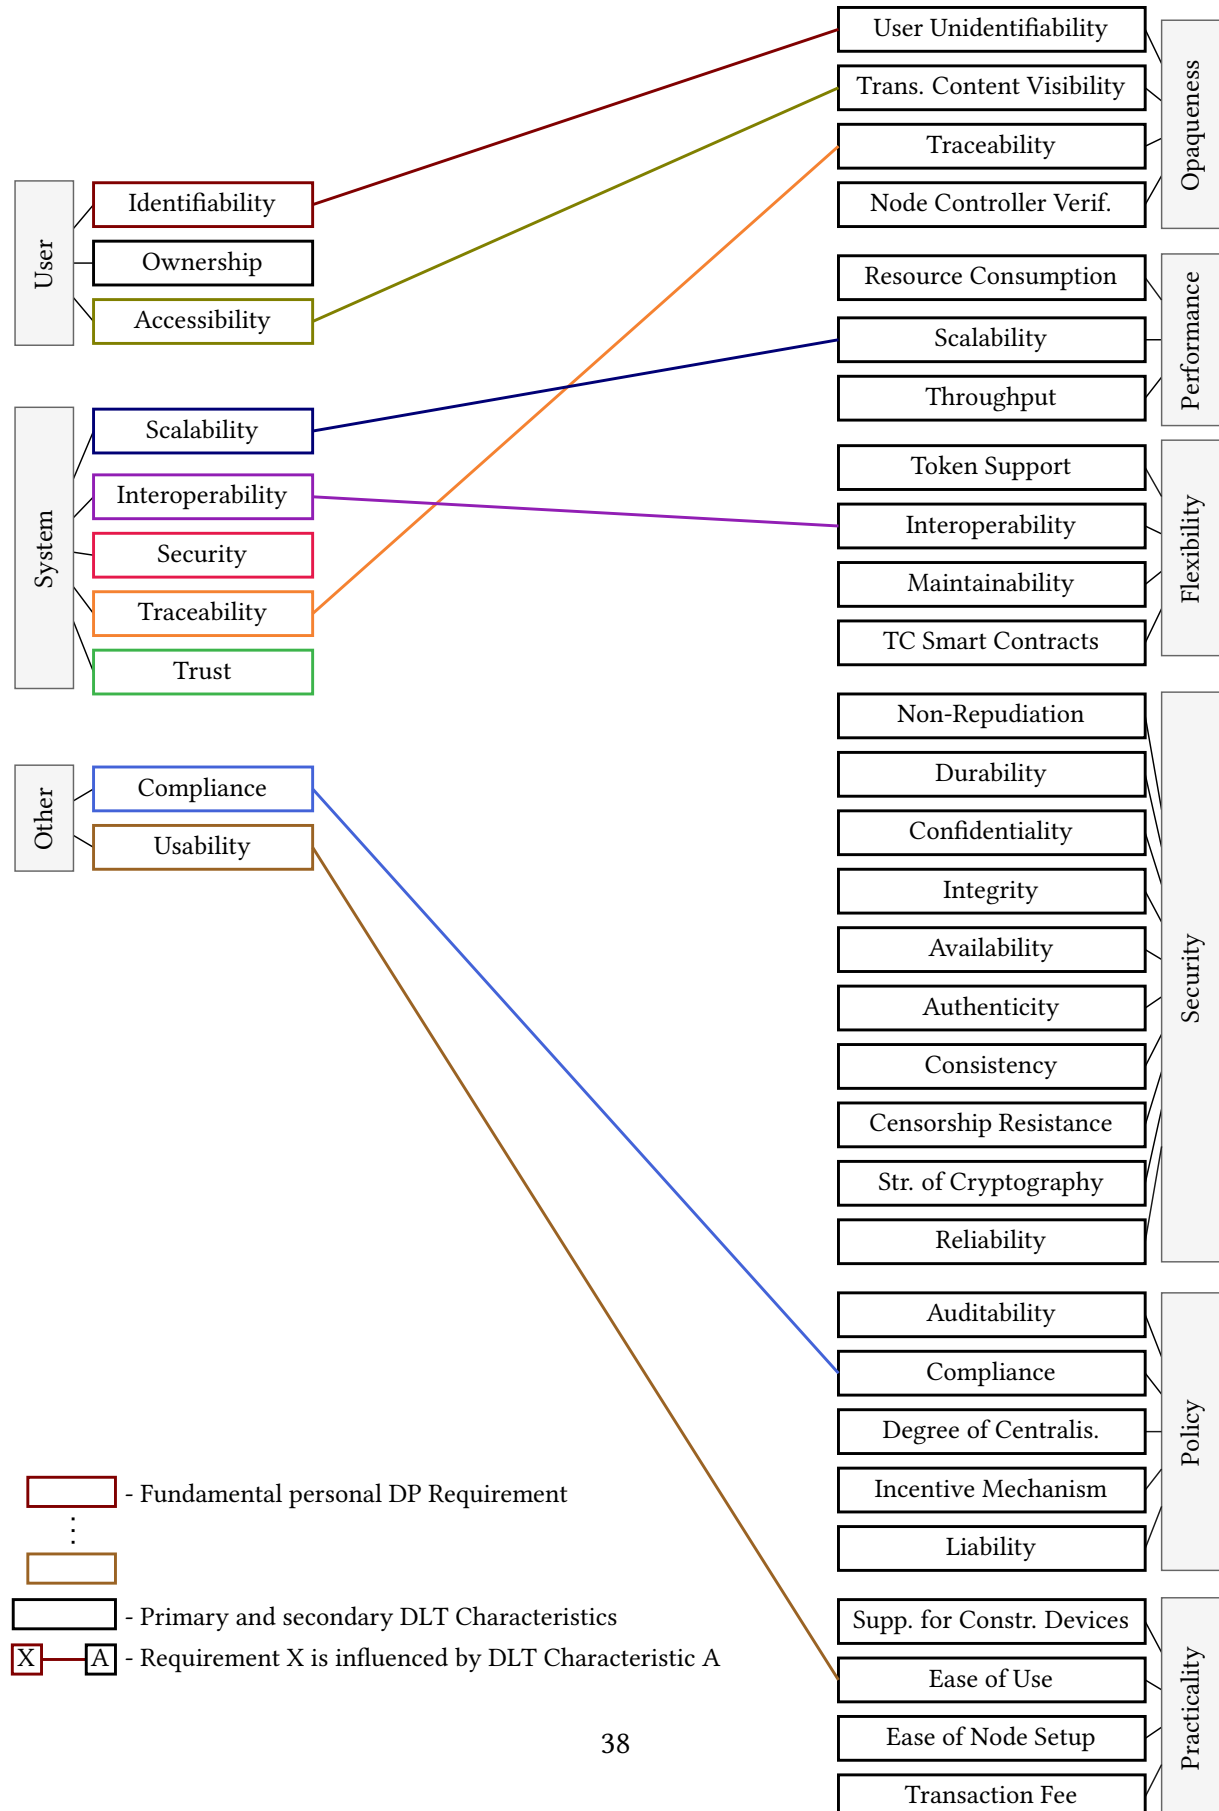 User
Identifiability
Ownership
Accessibility
System
Scalability
Interoperability
Security
Traceability
Trust
Other
Compliance
Usability
User Unidentifiability
Trans. Content Visibility
Traceability
Node Controller Verif.
Opaqueness
Resource Consumption
Scalability
Throughput
Performance
Token Support
Interoperability
Maintainability
TC Smart Contracts
Flexibility
Non-Repudiation
Durability
Confidentiality
Integrity
Availability
Authenticity
Consistency
Censorship Resistance
Str. of Cryptography
Reliability
Security
Auditability
Compliance
Degree of Centralis.
Incentive Mechanism
Liability
Policy
Supp. for Constr. Devices
Ease of Use
Ease of Node Setup
Transaction Fee
Practicality
- Fundamental personal DP Requirement
⋮
- Primary and secondary DLT Characteristics
X A - Requirement X is influenced by DLT Characteristic A
38